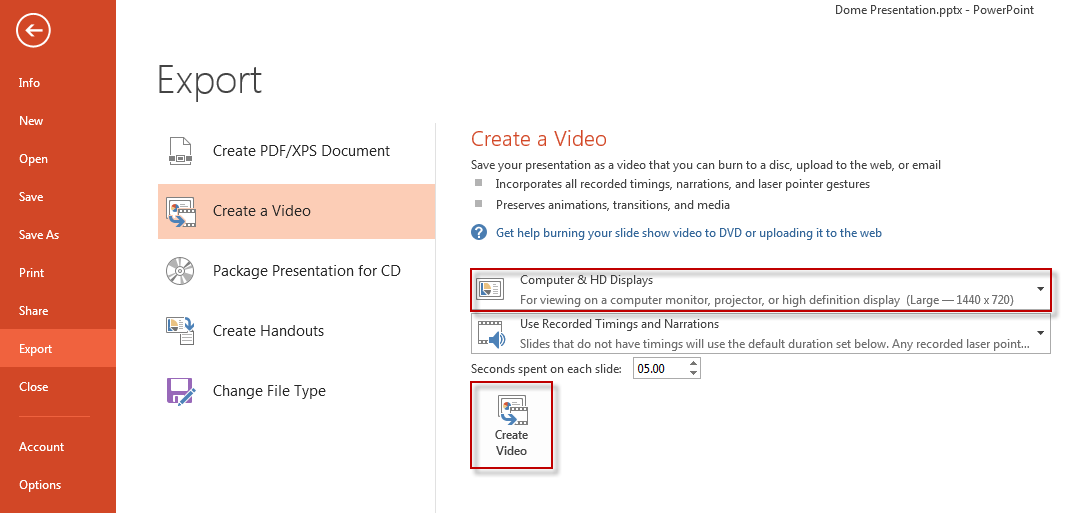 Dome Presentation.pptx - PowerPoint
Info
New
Open
Save
Save As
Print
Share
Export
Close
Account
Options
Export
Create PDF/XPS Document
Create a Video
Package Presentation for CD
Create Handouts
Change File Type
Create a Video
Save your presentation as a video that you can burn to a disc, upload to the web, or email
Incorporates all recorded timings, narrations, and laser pointer gestures
Preserves animations, transitions, and media
Get help burning your slide show video to DVD or uploading it to the web
Computer & HD Displays
For viewing on a computer monitor, projector, or high definition display (Large — 1440 x 720)
Use Recorded Timings and Narrations
Slides that do not have timings will use the default duration set below. Any recorded laser point...
Seconds spent on each slide: 05.00
Create
Video